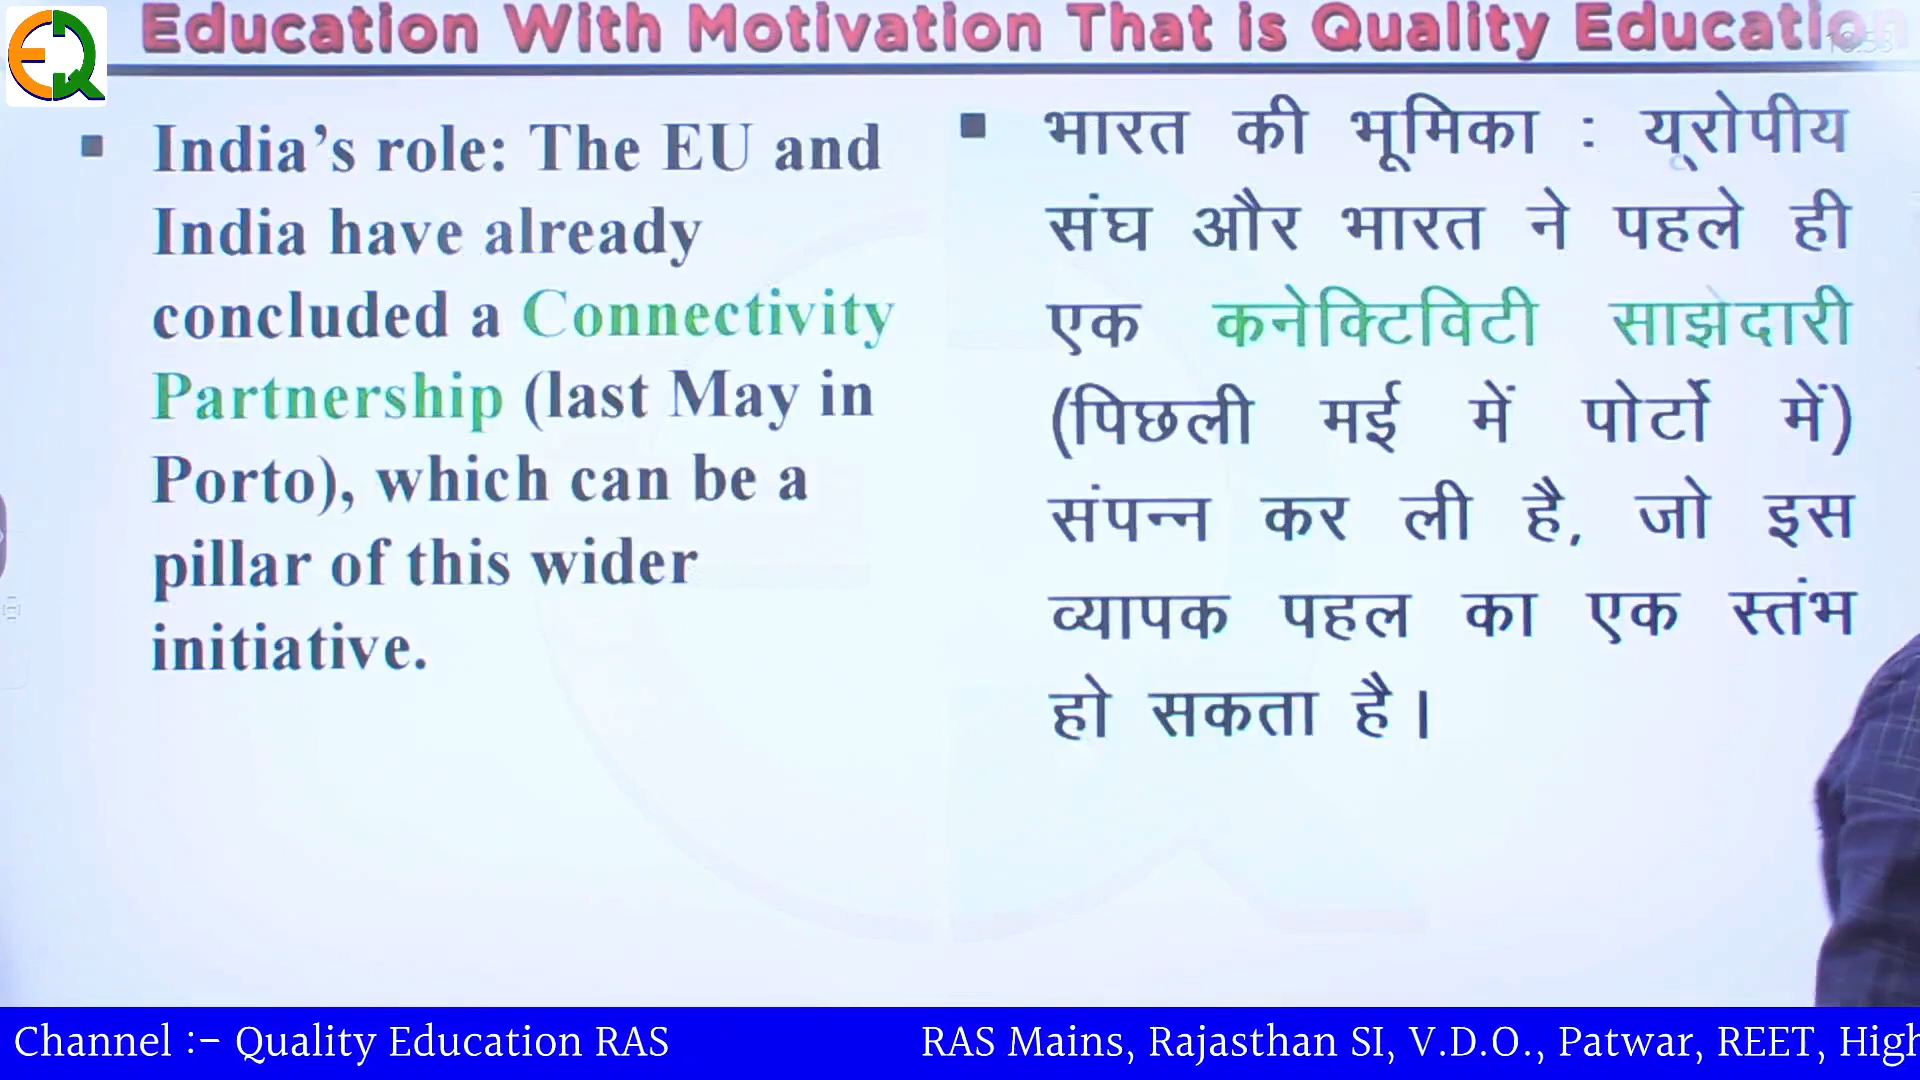 Education With Motivation That is Quality Education
India's role: The EU and
India have already
concluded a Connectivity
Partnership (last May in
Porto), which can be a
pillar of this wider
initiative.
भारत की भूमिका : यूरोपीय
संघ और भारत ने पहले ही
एक कनेक्टिविटी साझेदारी
(पिछली मई में पोर्टो में)
संपन्न कर ली है, जो इस
व्यापक पहल का एक स्तंभ
हो सकता है।
Channel :- Quality Education RAS
RAS Mains, Rajasthan SI, V.D.O., Patwar, REET, High